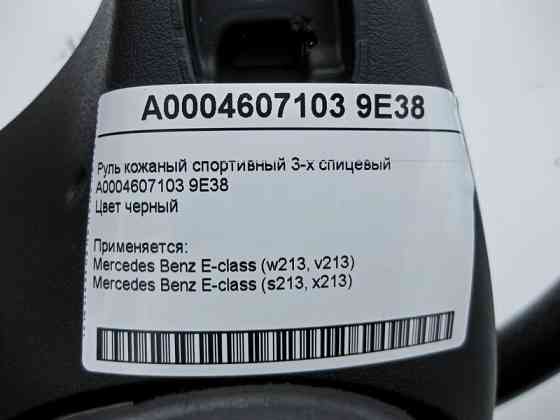 A0004607103 9E38
Руль кожаный спортивный 3-х спицевый
A0004607103 9E38
Цвет черный
Применяется:
Mercedes Benz E-class (w213, v213)
Mercedes Benz E-class (s213, x213)